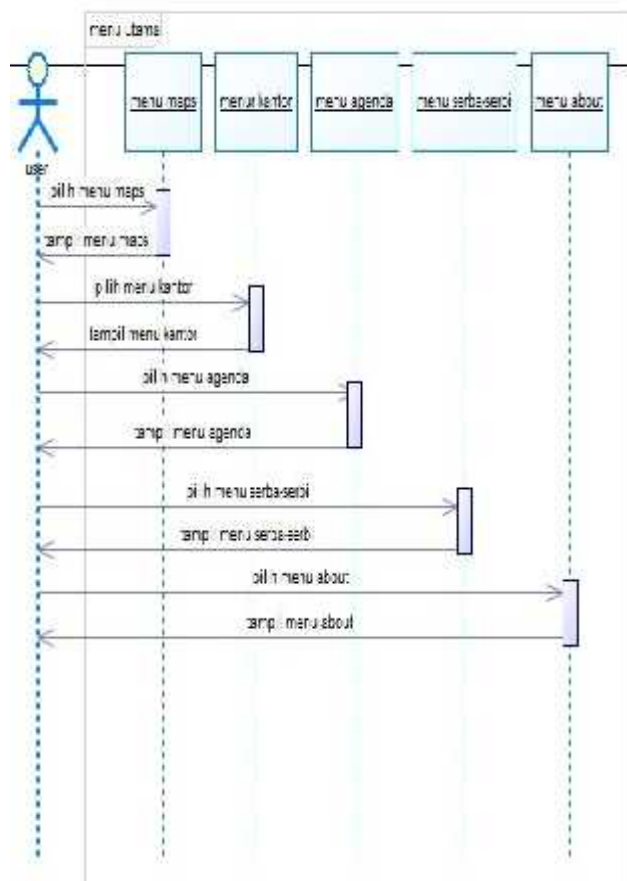 menu utama
menu maps
menur kantor
menu agenda
menu serba-serbi
menu about
user
pilih menu maps
tampil menu maps
pilih menu kantor
tampil menu kantor
pilih menu agenda
tampil menu agenda
pilih menu serba-serbi
tampil menu serba-serbi
pilih menu about
tampil menu about